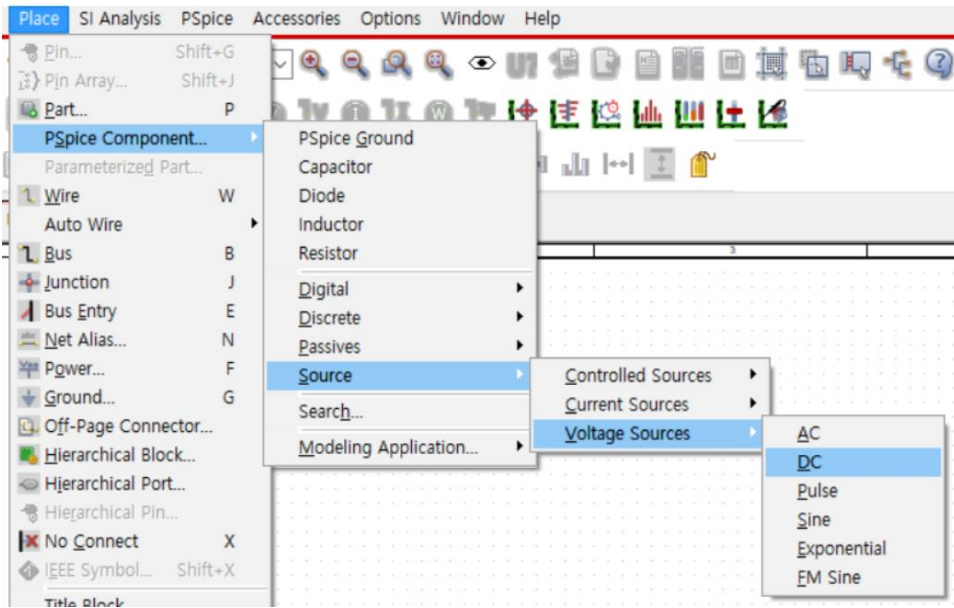 Place SI Analysis PSpice Accessories Options Window Help
Pin... Shift+G
Pin Array... Shift+J
Part... P
PSpice Component...
Parameterized Part...
Wire W
Auto Wire
Bus B
Junction J
Bus Entry E
Net Alias... N
Power... F
Ground... G
Off-Page Connector...
Hierarchical Block...
Hierarchical Port...
Hierarchical Pin...
No Connect X
IEEE Symbol... Shift+X
Title Block
PSpice Ground
Capacitor
Diode
Inductor
Resistor
Digital
Discrete
Passives
Source
Search...
Modeling Application...
Controlled Sources
Current Sources
Voltage Sources
AC
DC
Pulse
Sine
Exponential
FM Sine
3